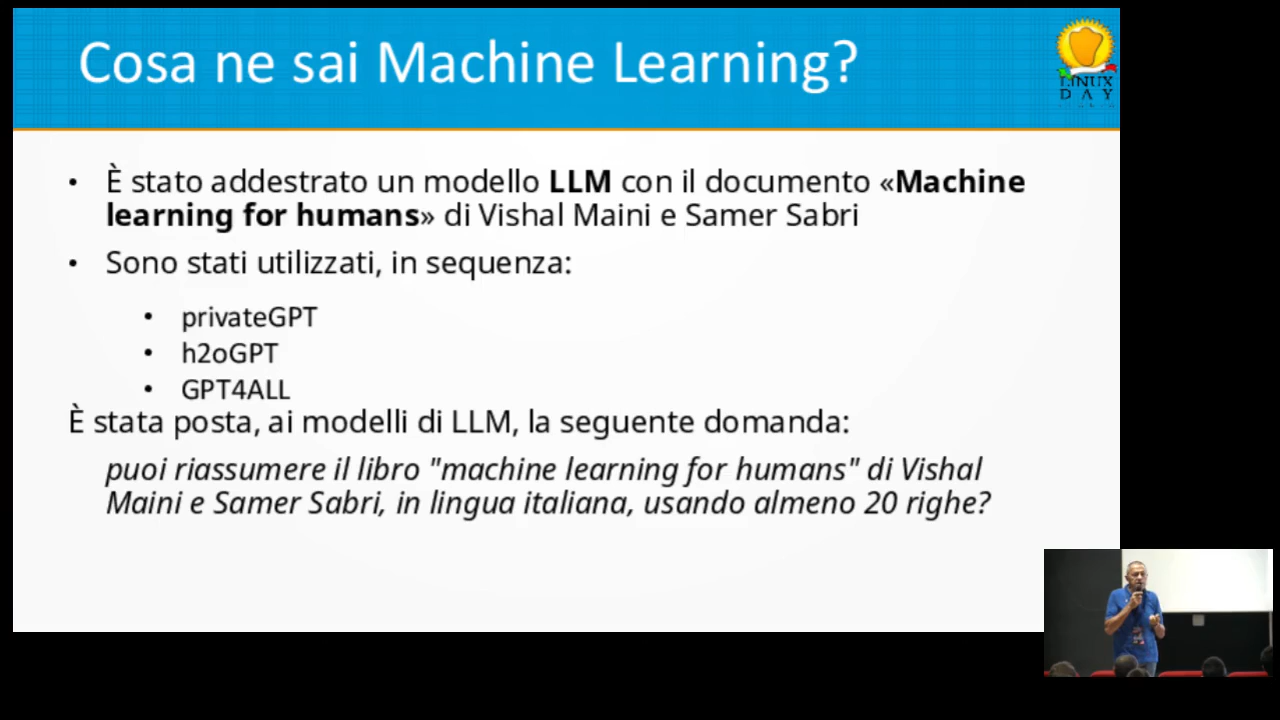 Cosa ne sai Machine Learning?
LINUX
DAY
• È stato addestrato un modello LLM con il documento «Machine
learning for humans» di Vishal Maini e Samer Sabri
• Sono stati utilizzati, in sequenza:
• privateGPT
• h2oGPT
• GPT4ALL
È stata posta, ai modelli di LLM, la seguente domanda:
puoi riassumere il libro "machine learning for humans" di Vishal
Maini e Samer Sabri, in lingua italiana, usando almeno 20 righe?